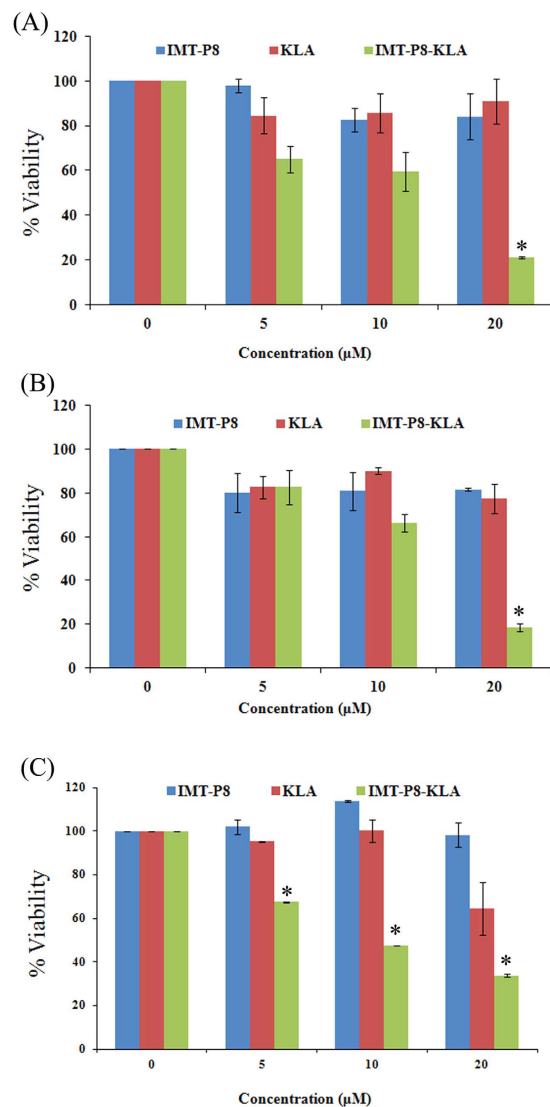 (A)
120
IMT-P8 KLA IMT-P8-KLA
100
80
60
40
20
0
% Viability
*
0 5 10 20
Concentration (µM)
(B)
120
IMT-P8 KLA IMT-P8-KLA
100
80
60
40
20
0
% Viability
*
0 5 10 20
Concentration (µM)
(C)
120
IMT-P8 KLA IMT-P8-KLA
100
80
60
40
20
0
% Viability
* * *
0 5 10 20
Concentration (µM)